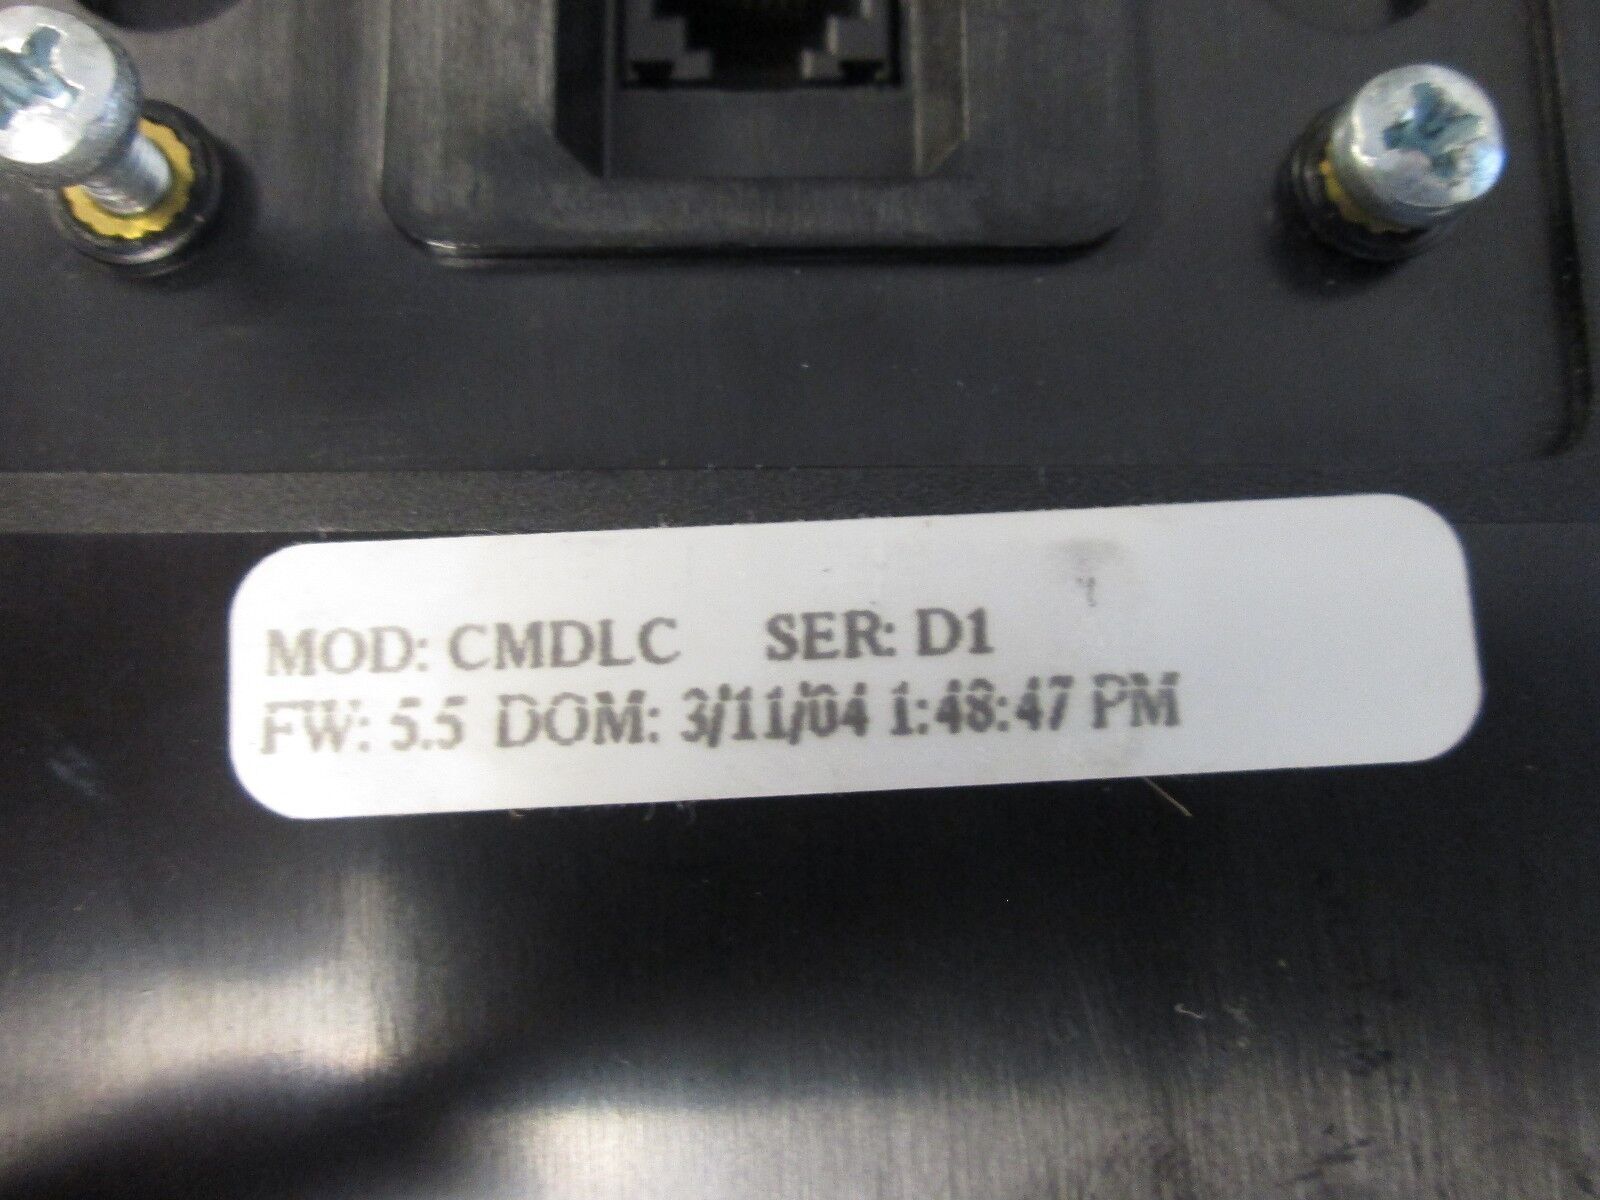 MOD: CMDLC SER: D1
FW: 5.5 DOM: 3/11/04 1:48:47 PM